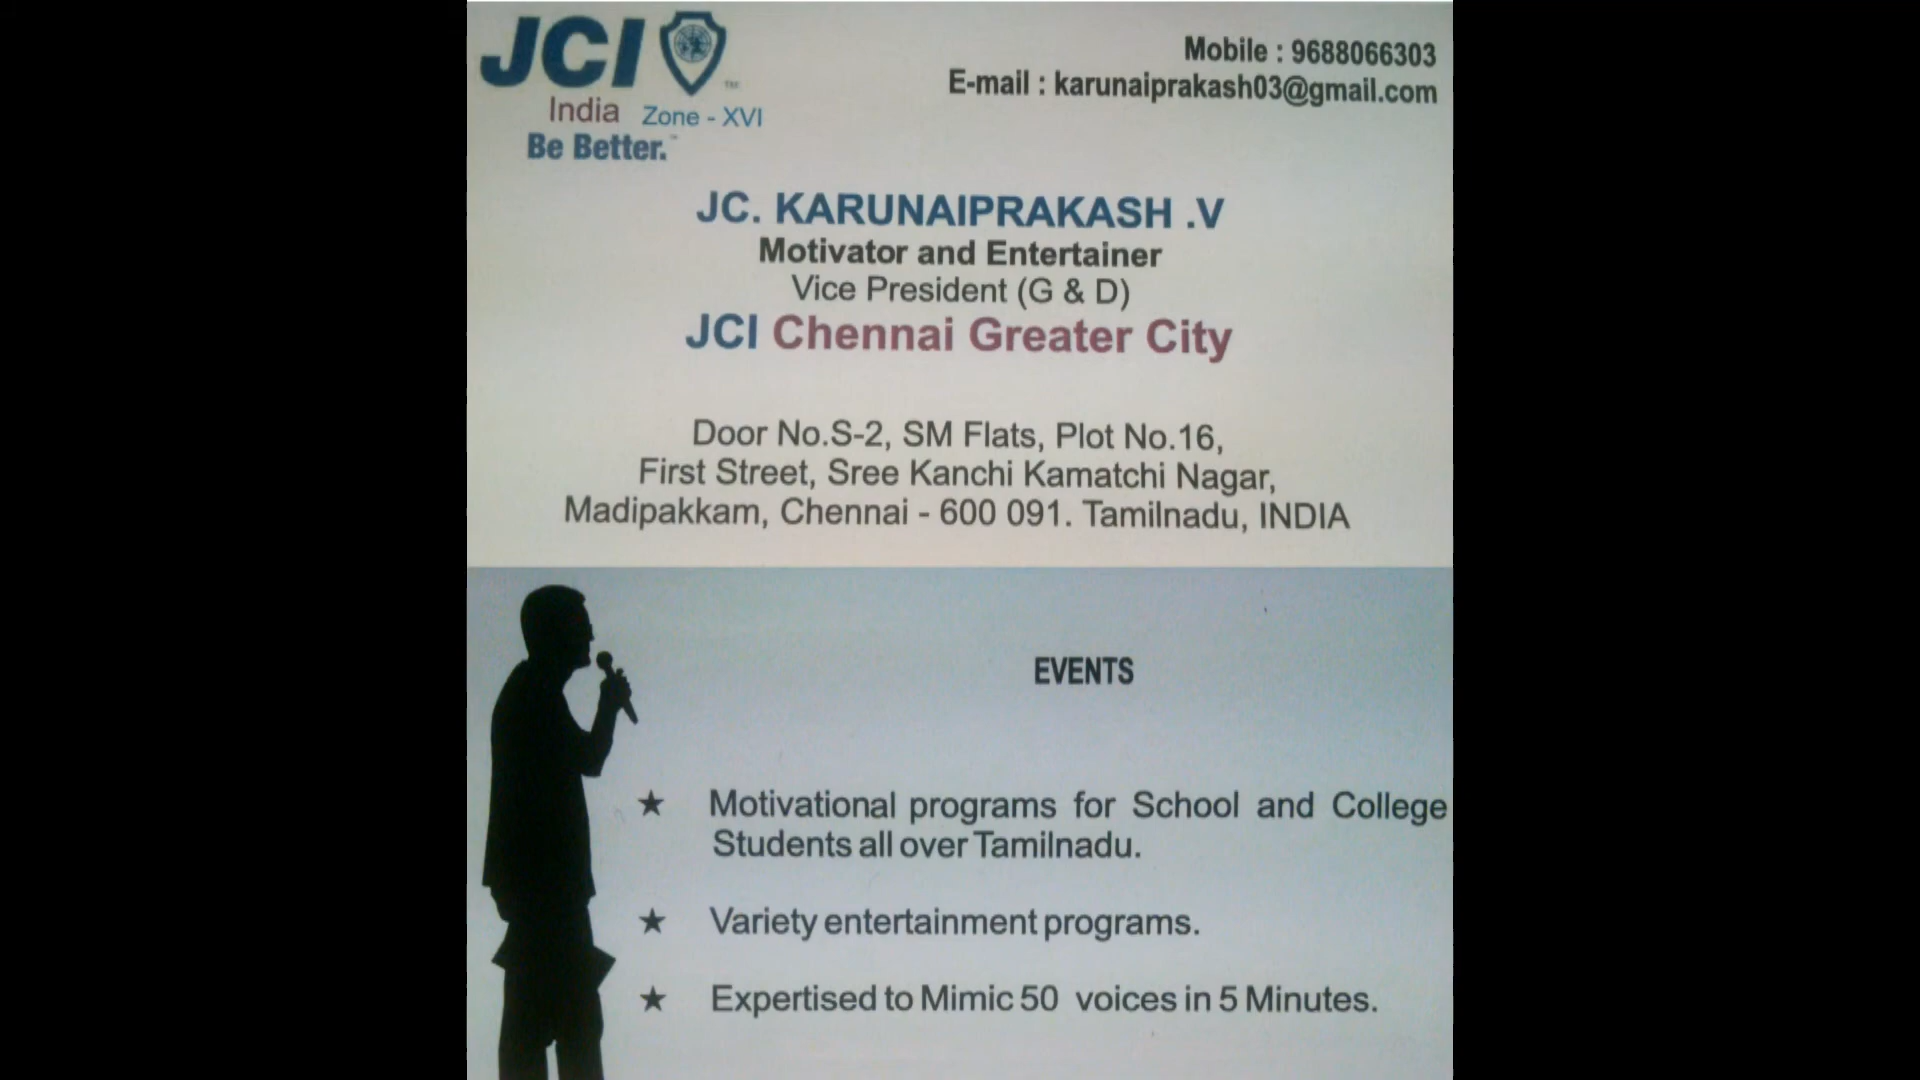 JCI
India Zone - XVI
Be Better.™
Mobile : 9688066303
E-mail : karunaiprakash03@gmail.com
JC. KARUNAIPRAKASH .V
Motivator and Entertainer
Vice President (G & D)
JCI Chennai Greater City
Door No.S-2, SM Flats, Plot No.16,
First Street, Sree Kanchi Kamatchi Nagar,
Madipakkam, Chennai - 600 091. Tamilnadu, INDIA
EVENTS
★ Motivational programs for School and College
Students all over Tamilnadu.
★ Variety entertainment programs.
★ Expertised to Mimic 50 voices in 5 Minutes.